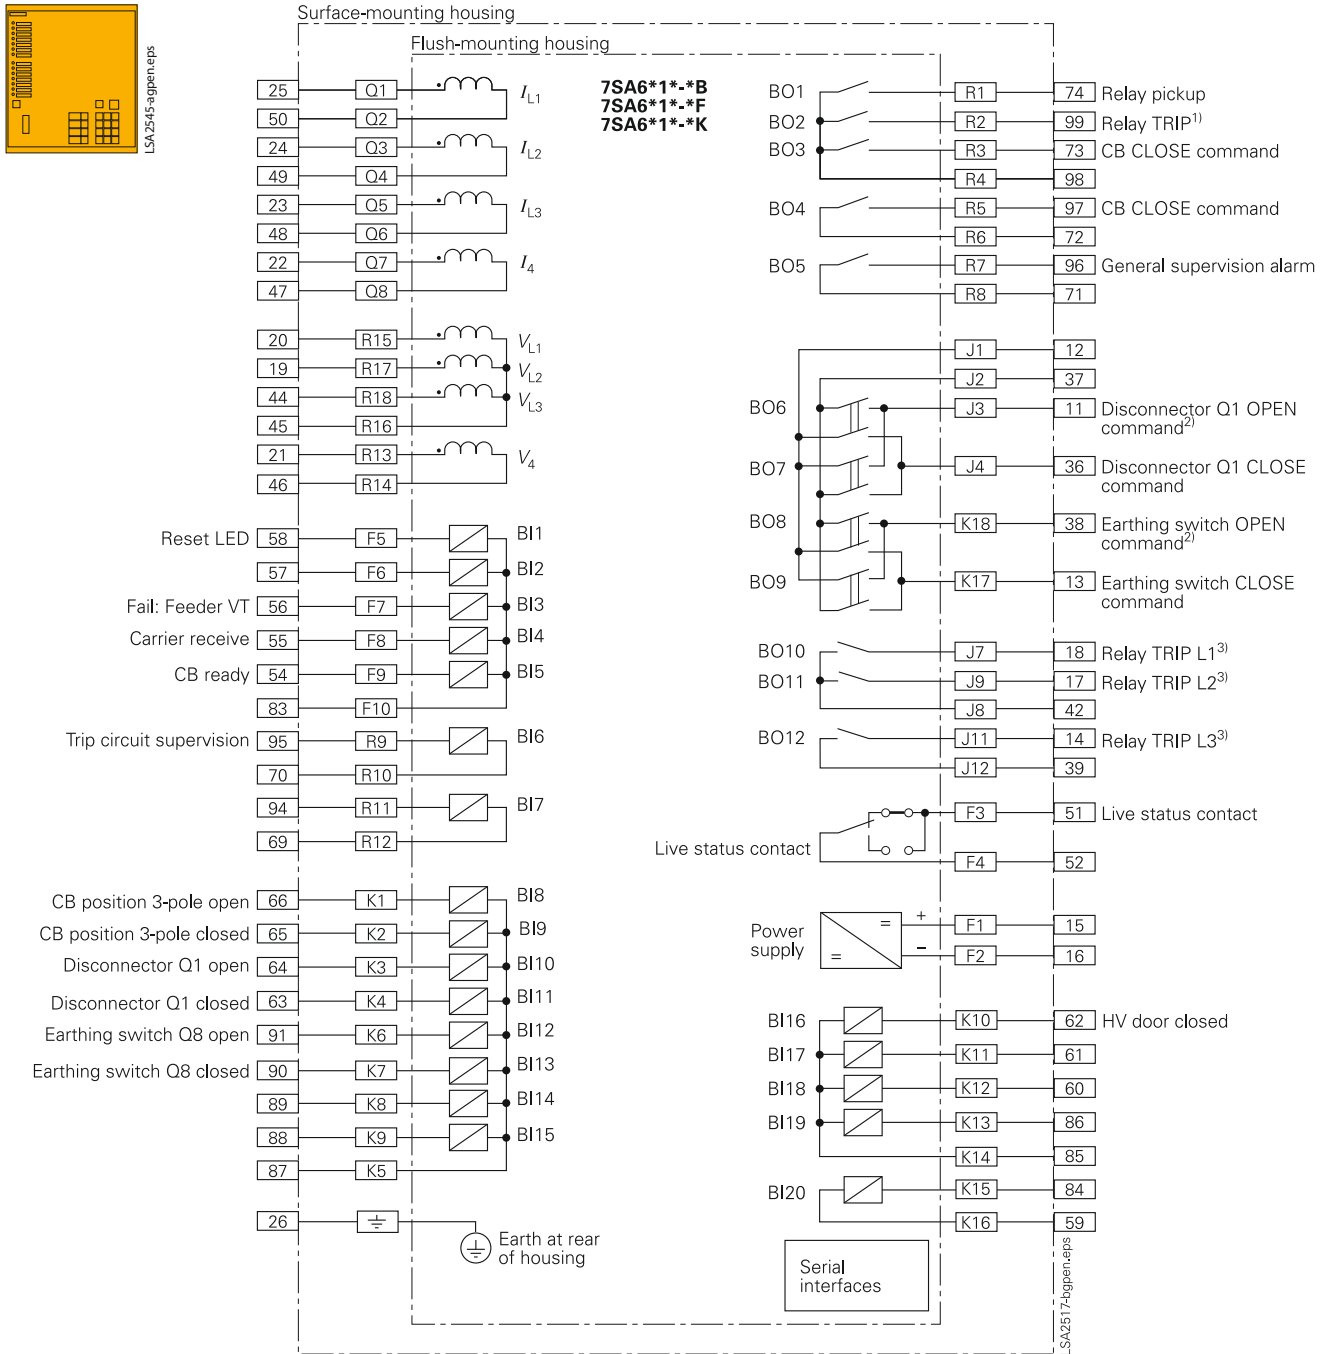 LSA2545-agpen.eps
Surface-mounting housing
Flush-mounting housing
7SA6*1*-*B
7SA6*1*-*F
7SA6*1*-*K
25 Q1 IL1
50 Q2
24 Q3 IL2
49 Q4
23 Q5 IL3
48 Q6
22 Q7 I4
47 Q8
20 R15 VL1
19 R17 VL2
44 R18 VL3
45 R16
21 R13 V4
46 R14
Reset LED 58 F5 BI1
57 F6 BI2
Fail: Feeder VT 56 F7 BI3
Carrier receive 55 F8 BI4
CB ready 54 F9 BI5
83 F10
Trip circuit supervision 95 R9 BI6
70 R10
94 R11 BI7
69 R12
CB position 3-pole open 66 K1 BI8
CB position 3-pole closed 65 K2 BI9
Disconnector Q1 open 64 K3 BI10
Disconnector Q1 closed 63 K4 BI11
Earthing switch Q8 open 91 K6 BI12
Earthing switch Q8 closed 90 K7 BI13
89 K8 BI14
88 K9 BI15
87 K5
26
Earth at rear
of housing
BO1 R1 74 Relay pickup
BO2 R2 99 Relay TRIP1)
BO3 R3 73 CB CLOSE command
R4 98
BO4 R5 97 CB CLOSE command
R6 72
BO5 R7 96 General supervision alarm
R8 71
J1 12
J2 37
BO6 J3 11 Disconnector Q1 OPEN
command2)
BO7 J4 36 Disconnector Q1 CLOSE
command
BO8 K18 38 Earthing switch OPEN
command2)
BO9 K17 13 Earthing switch CLOSE
command
BO10 J7 18 Relay TRIP L13)
BO11 J9 17 Relay TRIP L23)
J8 42
BO12 J11 14 Relay TRIP L33)
J12 39
F3 51 Live status contact
Live status contact
F4 52
Power
supply
= =
+ F1 15
− F2 16
BI16 K10 62 HV door closed
BI17 K11 61
BI18 K12 60
BI19 K13 86
K14 85
BI20 K15 84
K16 59
Serial
interfaces
LSA2517-bgpen.eps